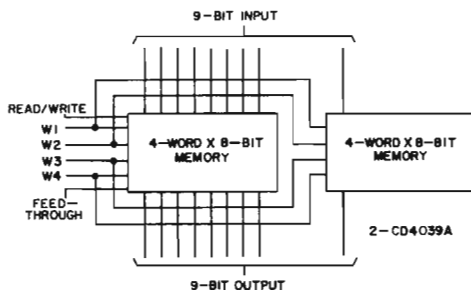 9-BIT INPUT
READ/WRITE
W1
W2
W3
W4
FEED-
THROUGH
4-WORD X 8-BIT
MEMORY
4-WORD X 8-BIT
MEMORY
2-CD4039A
9-BIT OUTPUT